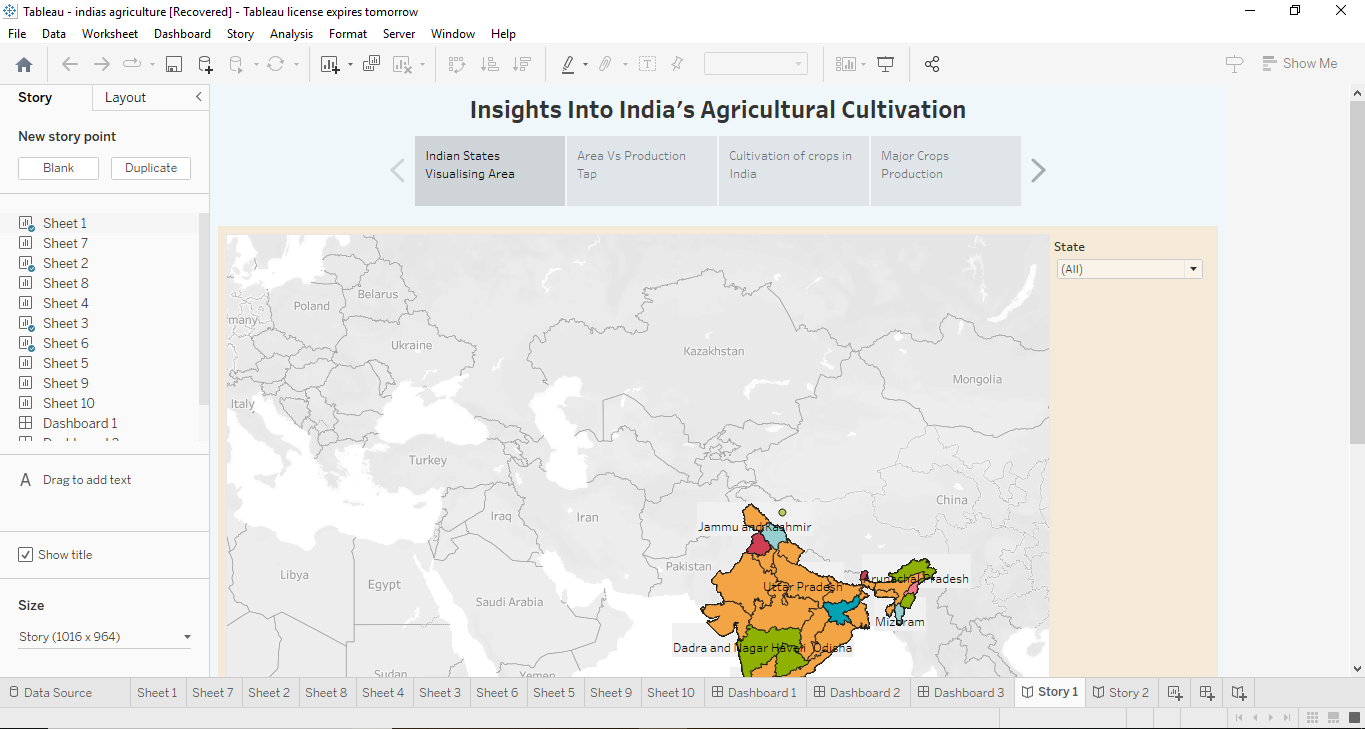 Tableau - indias agriculture [Recovered] - Tableau license expires tomorrow
File Data Worksheet Dashboard Story Analysis Format Server Window Help
Show Me
Story Layout
New story point
Blank Duplicate
Sheet 1
Sheet 7
Sheet 2
Sheet 8
Sheet 4
Sheet 3
Sheet 6
Sheet 5
Sheet 9
Sheet 10
Dashboard 1
A Drag to add text
Show title
Size
Story (1016 x 964)
Insights Into India's Agricultural Cultivation
Indian States
Visualising Area
Area Vs Production
Tap
Cultivation of crops in
India
Major Crops
Production
State
(All)
Belarus
Poland
many
Ukraine
Kazakhstan
Mongolia
Italy
Turkey
China
Iraq
Iran
Jammu and Kashmir
Pakistan
Libya
Egypt
Arunachal Pradesh
Uttar Pradesh
Saudi Arabia
Mizoram
Dadra and Nagar Haveli
Odisha
Sudan
Yemen
Data Source Sheet 1 Sheet 7 Sheet 2 Sheet 8 Sheet 4 Sheet 3 Sheet 6 Sheet 5 Sheet 9 Sheet 10 Dashboard 1 Dashboard 2 Dashboard 3 Story 1 Story 2